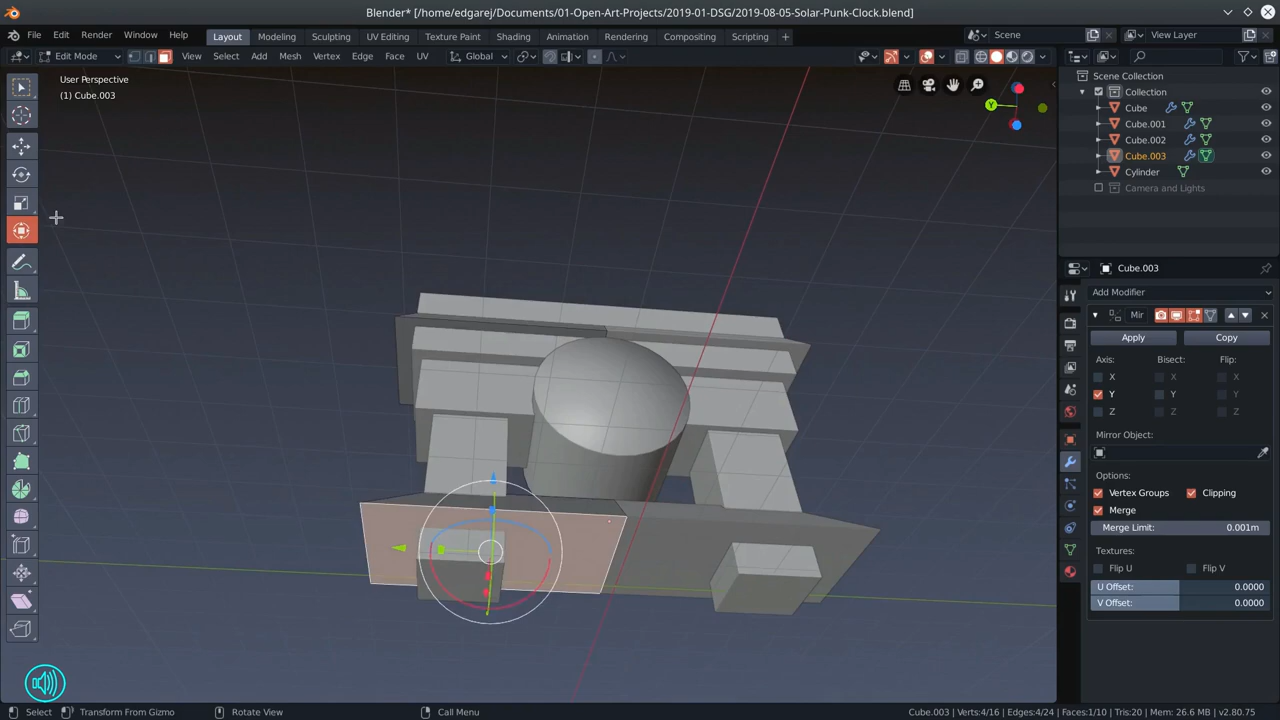 Blender* [/home/edgarej/Documents/01-Open-Art-Projects/2019-01-DSG/2019-08-05-Solar-Punk-Clock.blend]
File Edit Render Window Help Layout Modeling Sculpting UV Editing Texture Paint Shading Animation Rendering Compositing Scripting + Scene View Layer
Edit Mode View Select Add Mesh Vertex Edge Face UV Global
User Perspective
(1) Cube.003
Y
Scene Collection
Collection
Cube
Cube.001
Cube.002
Cube.003
Cylinder
Camera and Lights
Cube.003
Add Modifier
Mir
Apply Copy
Axis: Bisect: Flip:
X X X
Y Y Y
Z Z Z
Mirror Object:
Options:
Vertex Groups Clipping
Merge
Merge Limit: 0.001m
Textures:
Flip U Flip V
U Offset: 0.0000
V Offset: 0.0000
Select Transform From Gizmo Rotate View Call Menu Cube.003 | Verts:4/16 | Edges:4/24 | Faces:1/10 | Tris:20 | Mem: 26.6 MB | v2.80.75